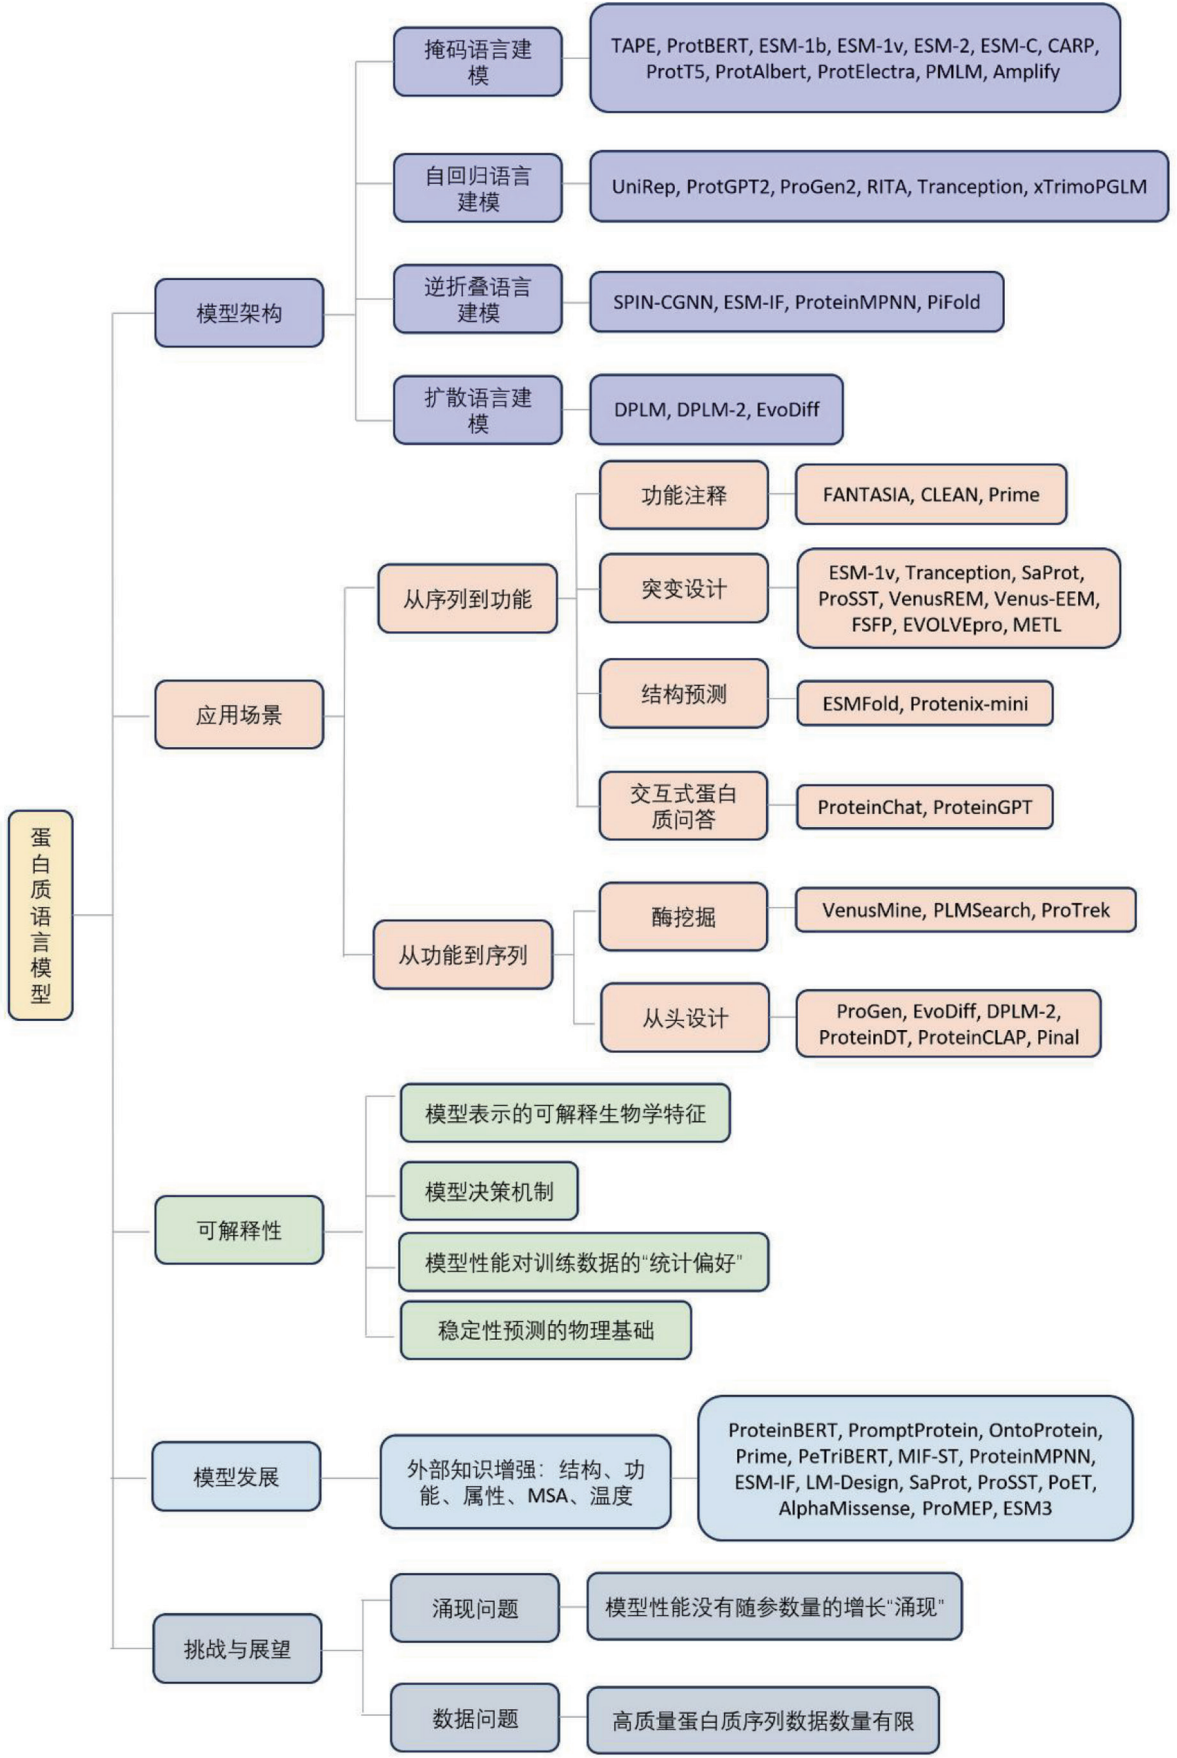 蛋白质语言模型
模型架构
掩码语言建
模
TAPE, ProtBERT, ESM-1b, ESM-1v, ESM-2, ESM-C, CARP,
ProtT5, ProtAlbert, ProtElectra, PMLM, Amplify
自回归语言
建模
UniRep, ProtGPT2, ProGen2, RITA, Tranception, xTrimoPGLM
逆折叠语言
建模
SPIN-CGNN, ESM-IF, ProteinMPNN, PiFold
扩散语言建
模
DPLM, DPLM-2, EvoDiff
应用场景
从序列到功能
功能注释
FANTASIA, CLEAN, Prime
突变设计
ESM-1v, Tranception, SaProt,
ProSST, VenusREM, Venus-EEM,
FSFP, EVOLVEpro, METL
结构预测
ESMFold, Protenix-mini
交互式蛋白
质问答
ProteinChat, ProteinGPT
从功能到序列
酶挖掘
VenusMine, PLMSearch, ProTrek
从头设计
ProGen, EvoDiff, DPLM-2,
ProteinDT, ProteinCLAP, Pinal
可解释性
模型表示的可解释生物学特征
模型决策机制
模型性能对训练数据的“统计偏好”
稳定性预测的物理基础
模型发展
外部知识增强：结构、功
能、属性、MSA、温度
ProteinBERT, PromptProtein, OntoProtein,
Prime, PeTriBERT, MIF-ST, ProteinMPNN,
ESM-IF, LM-Design, SaProt, ProSST, PoET,
AlphaMissense, ProMEP, ESM3
挑战与展望
涌现问题
模型性能没有随参数量的增长“涌现”
数据问题
高质量蛋白质序列数据数量有限